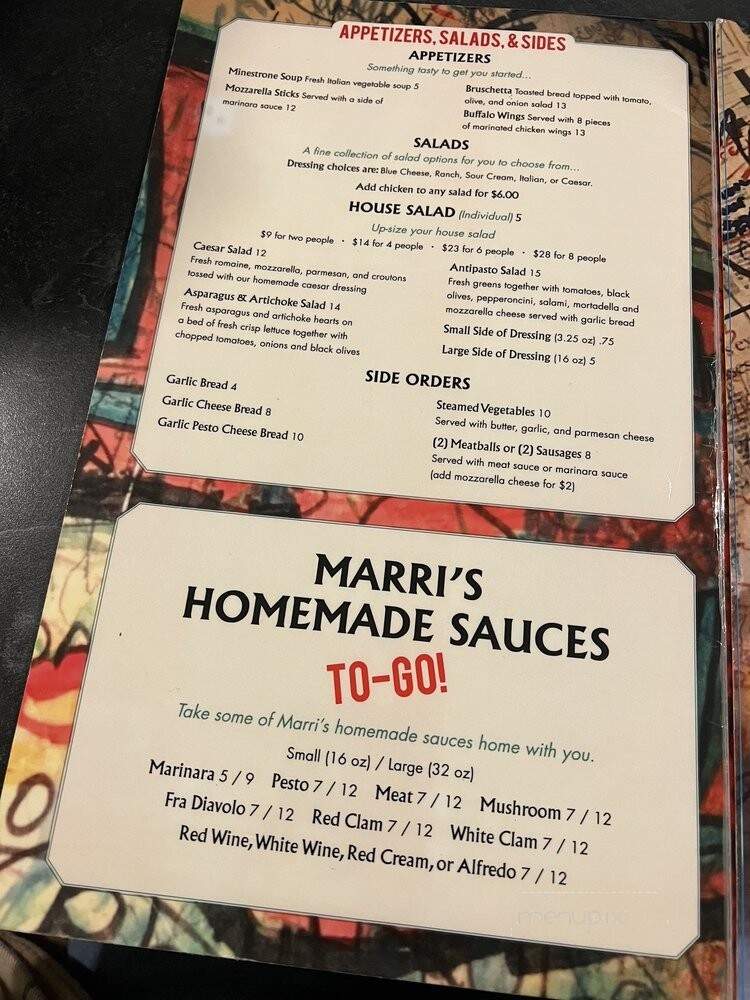 APPETIZERS, SALADS, & SIDES
APPETIZERS
Something tasty to get you started...
Minestrone Soup Fresh Italian vegetable soup 5
Mozzarella Sticks Served with a side of
marinara sauce 12
Bruschetta Toasted bread topped with tomato,
olive, and onion salad 13
Buffalo Wings Served with 8 pieces
of marinated chicken wings 13
SALADS
A fine collection of salad options for you to choose from...
Dressing choices are: Blue Cheese, Ranch, Sour Cream, Italian, or Caesar.
Add chicken to any salad for $6.00
HOUSE SALAD (Individual) 5
Up-size your house salad
$9 for two people · $14 for 4 people · $23 for 6 people · $28 for 8 people
Caesar Salad 12
Fresh romaine, mozzarella, parmesan, and croutons
tossed with our homemade caesar dressing
Asparagus & Artichoke Salad 14
Fresh asparagus and artichoke hearts on
a bed of fresh crisp lettuce together with
chopped tomatoes, onions and black olives
Antipasto Salad 15
Fresh greens together with tomatoes, black
olives, pepperoncini, salami, mortadella and
mozzarella cheese served with garlic bread
Small Side of Dressing (3.25 oz) .75
Large Side of Dressing (16 oz) 5
SIDE ORDERS
Garlic Bread 4
Garlic Cheese Bread 8
Garlic Pesto Cheese Bread 10
Steamed Vegetables 10
Served with butter, garlic, and parmesan cheese
(2) Meatballs or (2) Sausages 8
Served with meat sauce or marinara sauce
(add mozzarella cheese for $2)
MARRI'S
HOMEMADE SAUCES
TO-GO!
Take some of Marri's homemade sauces home with you.
Small (16 oz) / Large (32 oz)
Marinara 5 / 9 Pesto 7 / 12 Meat 7 / 12 Mushroom 7 / 12
Fra Diavolo 7 / 12 Red Clam 7 / 12 White Clam 7 / 12
Red Wine, White Wine, Red Cream, or Alfredo 7 / 12